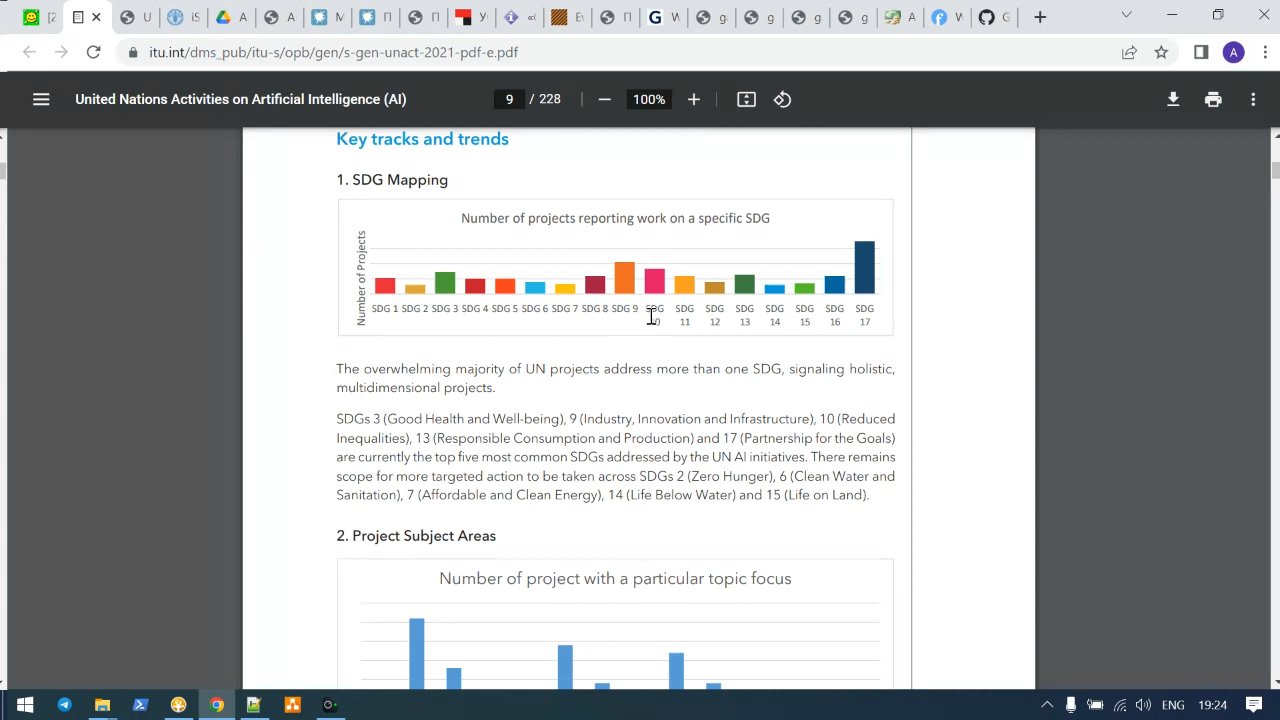 itu.int/dms_pub/itu-s/opb/gen/s-gen-unact-2021-pdf-e.pdf
A
United Nations Activities on Artificial Intelligence (AI)
9 / 228
100%
Key tracks and trends
1. SDG Mapping
Number of projects reporting work on a specific SDG
Number of Projects
SDG 1 SDG 2 SDG 3 SDG 4 SDG 5 SDG 6 SDG 7 SDG 8 SDG 9 SDG 10 SDG 11 SDG 12 SDG 13 SDG 14 SDG 15 SDG 16 SDG 17
The overwhelming majority of UN projects address more than one SDG, signaling holistic,
multidimensional projects.
SDGs 3 (Good Health and Well-being), 9 (Industry, Innovation and Infrastructure), 10 (Reduced
Inequalities), 13 (Responsible Consumption and Production) and 17 (Partnership for the Goals)
are currently the top five most common SDGs addressed by the UN AI initiatives. There remains
scope for more targeted action to be taken across SDGs 2 (Zero Hunger), 6 (Clean Water and
Sanitation), 7 (Affordable and Clean Energy), 14 (Life Below Water) and 15 (Life on Land).
2. Project Subject Areas
Number of project with a particular topic focus
ENG 19:24